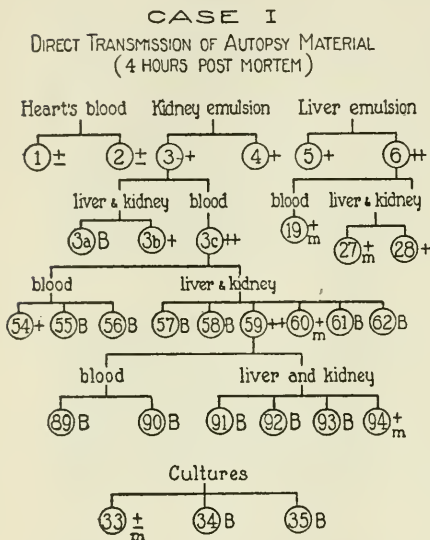 CASE I
DIRECT TRANSMISSION OF AUTOPSY MATERIAL
(4 HOURS POST MORTEM)
Heart's blood Kidney emulsion Liver emulsion
1 ± 2 ± 3 + 4 + 5 + 6 ++
liver & kidney blood blood liver & kidney
3a B 3b + 3c ++ 19 + m 27 + m 28 +
blood liver & kidney
54 + 55 B 56 B 57 B 58 B 59 ++ 60 + m 61 B 62 B
blood liver and kidney
89 B 90 B 91 B 92 B 93 B 94 + m
Cultures
33 ± m 34 B 35 B